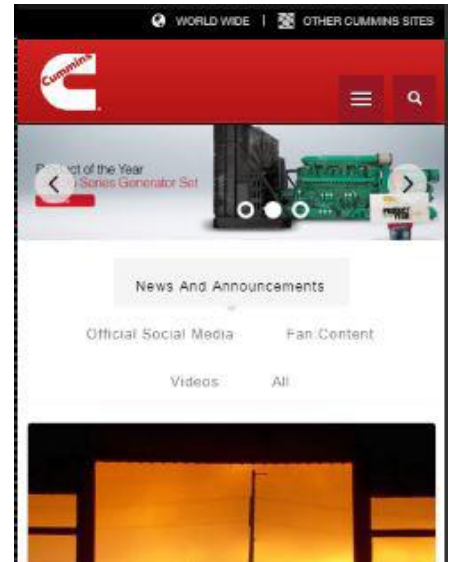 WORLD WIDE | OTHER CUMMINS SITES
Cummins
of the Year
Series Generator Set
PRODUCT
News And Announcements
Official Social Media Fan Content
Videos All